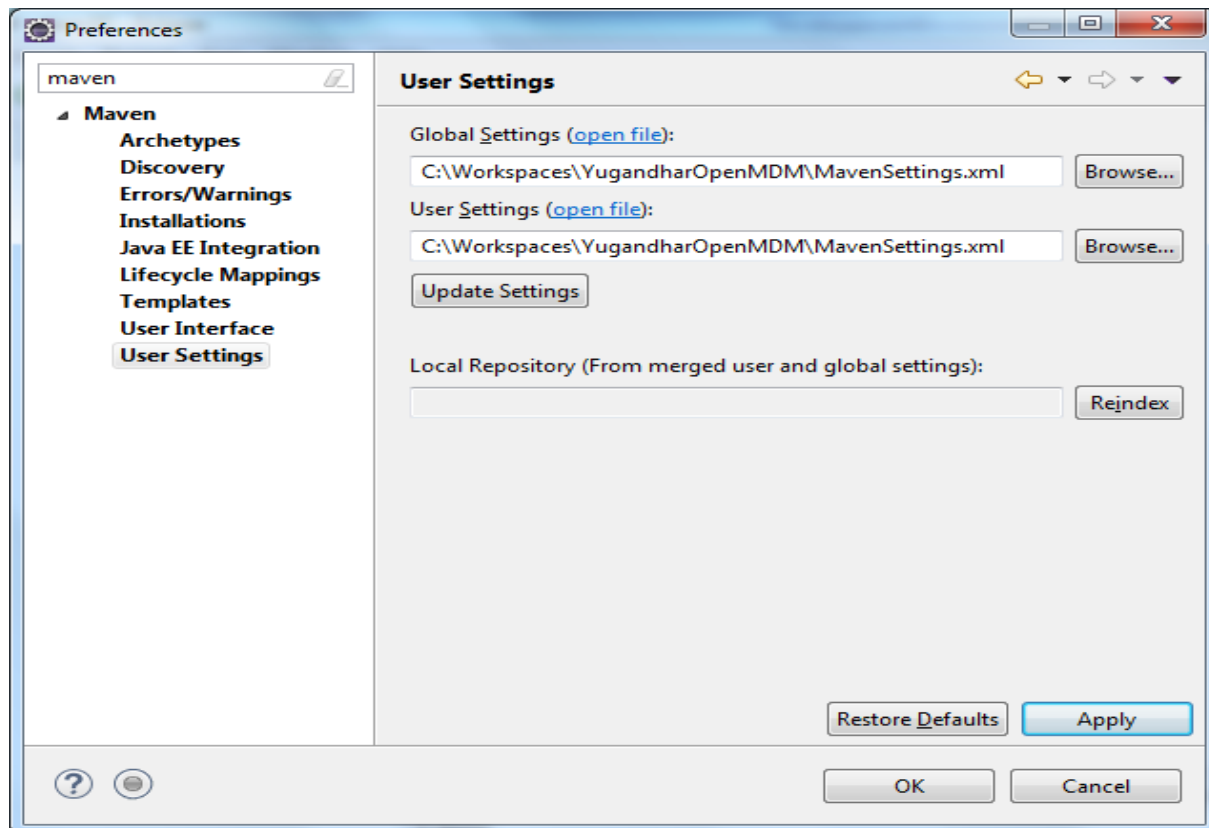 Preferences
maven
Maven
Archetypes
Discovery
Errors/Warnings
Installations
Java EE Integration
Lifecycle Mappings
Templates
User Interface
User Settings
User Settings
Global Settings (open file):
C:\Workspaces\YugandharOpenMDM\MavenSettings.xml
Browse...
User Settings (open file):
C:\Workspaces\YugandharOpenMDM\MavenSettings.xml
Browse...
Update Settings
Local Repository (From merged user and global settings):
Reindex
Restore Defaults
Apply
?
OK
Cancel